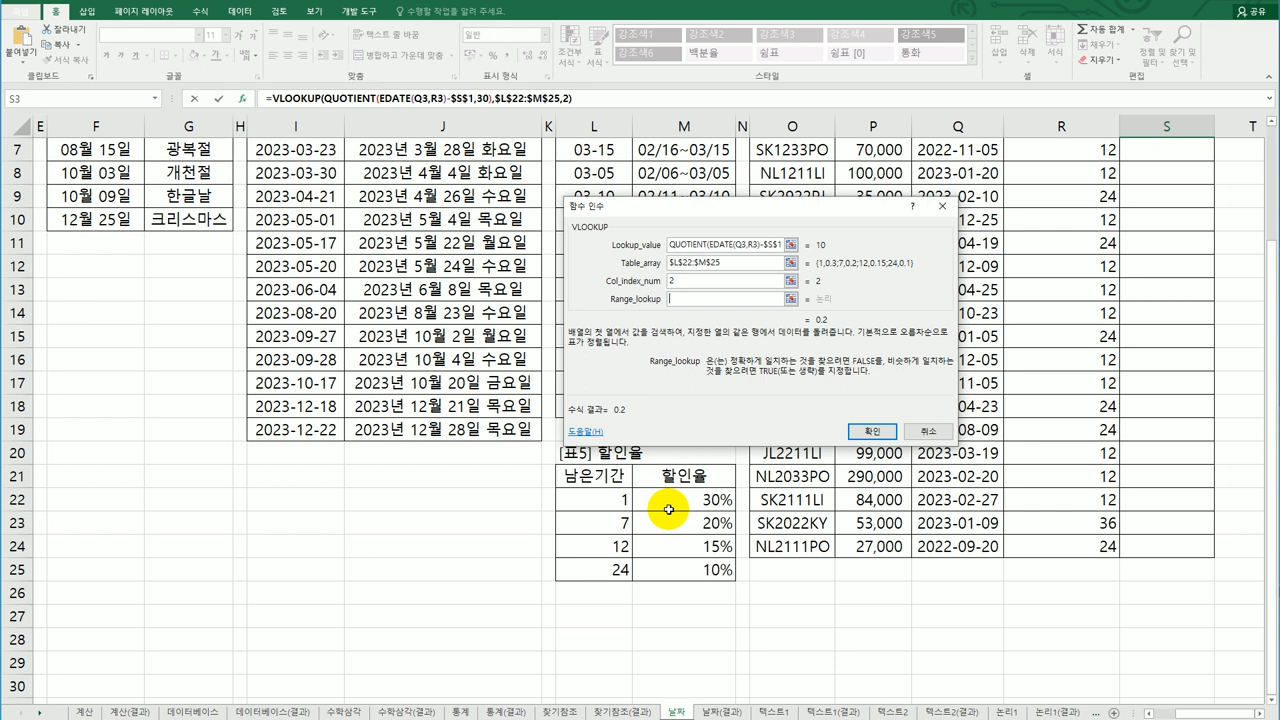 홈 삽입 페이지 레이아웃 수식 데이터 검토 보기 개발 도구 수행할 작업을 알려 주세요. 공유
잘라내기
복사
서식 복사
붙여넣기
11
텍스트 줄 바꿈
병합하고 가운데 맞춤
일반
조건부 서식
표 서식
강조색1 강조색2 강조색3 강조색4 강조색5
강조색6 백분율 쉼표 쉼표 [0] 통화
삽입 삭제 서식
자동 합계
채우기
지우기
정렬 및 필터
찾기 및 선택
클립보드 글꼴 맞춤 표시 형식 스타일 셀 편집
S3 =VLOOKUP(QUOTIENT(EDATE(Q3,R3)-$S$1,30),$L$22:$M$25,2)
E F G H I J K L M N O P Q R S T
7 08월 15일 광복절 2023-03-23 2023년 3월 28일 화요일 03-15 02/16~03/15 SK1233PO 70,000 2022-11-05 12
8 10월 03일 개천절 2023-03-30 2023년 4월 4일 화요일 03-05 02/06~03/05 NL1211LI 100,000 2023-01-20 12
9 10월 09일 한글날 2023-04-21 2023년 4월 26일 수요일 03-10 02/11~03/10 35,000 2023-02-10 24
10 12월 25일 크리스마스 2023-05-01 2023년 5월 4일 목요일 12-25 12
11 2023-05-17 2023년 5월 22일 월요일 04-19 24
12 2023-05-20 2023년 5월 24일 수요일 12-09 12
13 2023-06-04 2023년 6월 8일 목요일 04-25 12
14 2023-08-20 2023년 8월 23일 수요일 10-23 12
15 2023-09-27 2023년 10월 2일 월요일 01-05 24
16 2023-09-28 2023년 10월 4일 수요일 12-05 12
17 2023-10-17 2023년 10월 20일 금요일 11-05 24
18 2023-12-18 2023년 12월 21일 목요일 04-23 24
19 2023-12-22 2023년 12월 28일 목요일 08-09 24
20 [표5] 할인율 JL2211LI 99,000 2023-03-19 12
21 남은기간 할인율 NL2033PO 290,000 2023-02-20 12
22 1 30% SK2111LI 84,000 2023-02-27 12
23 7 20% SK2022KY 53,000 2023-01-09 36
24 12 15% NL2111PO 27,000 2022-09-20 24
25 24 10%
26
27
28
29
30
함수 인수
VLOOKUP
Lookup_value QUOTIENT(EDATE(Q3,R3)-$S$1 = 10
Table_array $L$22:$M$25 = {1,0.3;7,0.2;12,0.15;24,0.1}
Col_index_num 2 = 2
Range_lookup = 논리
= 0.2
배열의 첫 열에서 값을 검색하여, 지정한 열의 같은 행에서 데이터를 돌려줍니다. 기본적으로 오름차순으로
표가 정렬됩니다.
Range_lookup 은(는) 정확하게 일치하는 것을 찾으려면 FALSE를, 비슷하게 일치하는
것을 찾으려면 TRUE(또는 생략)를 지정합니다.
수식 결과= 0.2
도움말(H) 확인 취소
계산 계산(결과) 데이터베이스 데이터베이스(결과) 수학삼각 수학삼각(결과) 통계 통계(결과) 찾기참조 찾기참조(결과) 날짜 날짜(결과) 텍스트1 텍스트1(결과) 텍스트2 텍스트2(결과) 논리1 논리1(결과) ...